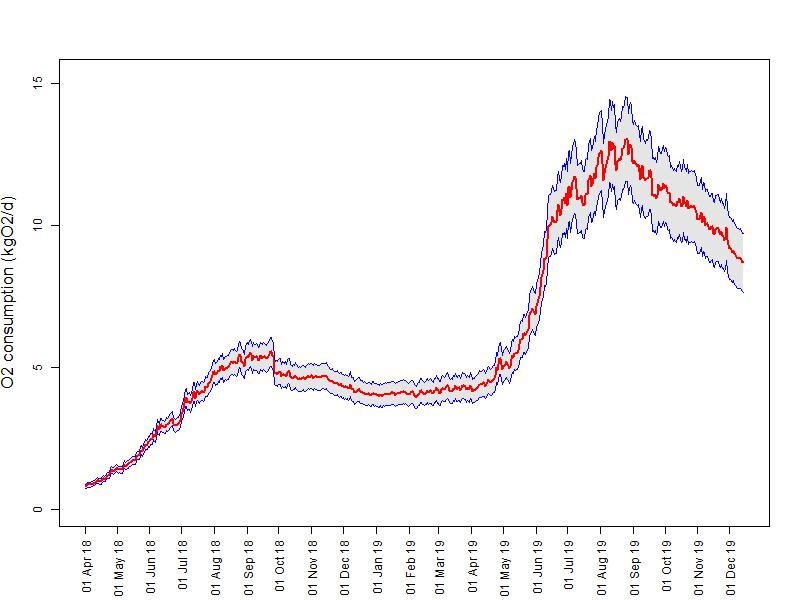 O2 consumption (kgO2/d)
15
10
5
0
01 Apr 18
01 May 18
01 Jun 18
01 Jul 18
01 Aug 18
01 Sep 18
01 Oct 18
01 Nov 18
01 Dec 18
01 Jan 19
01 Feb 19
01 Mar 19
01 Apr 19
01 May 19
01 Jun 19
01 Jul 19
01 Aug 19
01 Sep 19
01 Oct 19
01 Nov 19
01 Dec 19